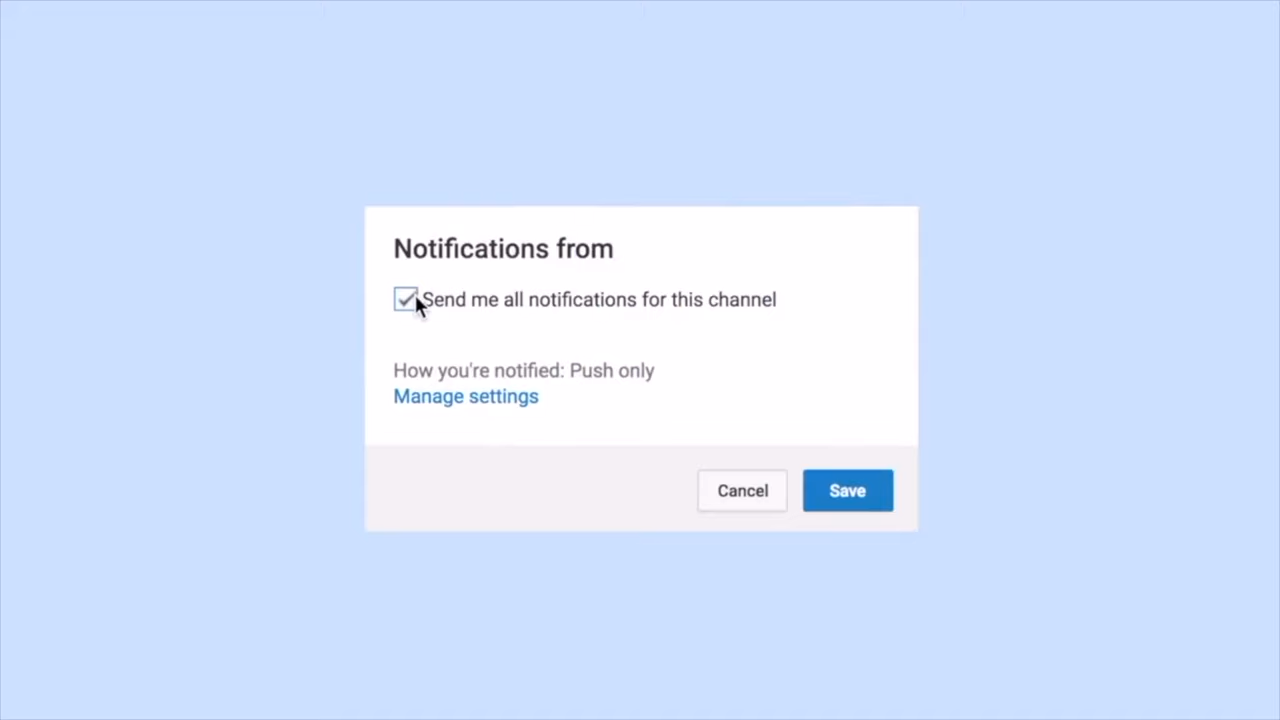 Notifications from
Send me all notifications for this channel
How you're notified: Push only
Manage settings
Cancel Save